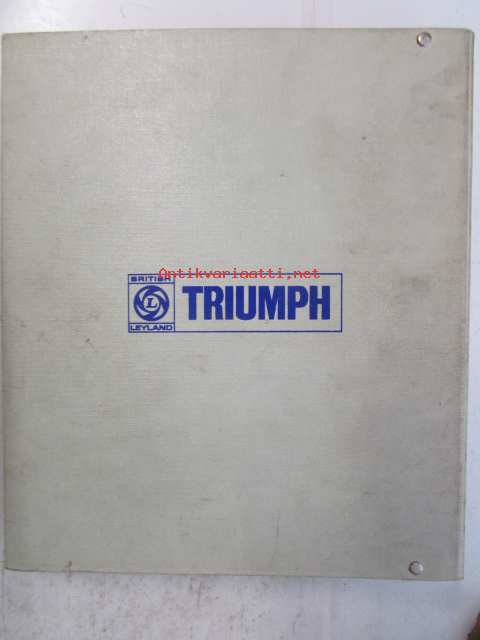 Antikvariaatti.net
BRITISH
L
LEYLAND
TRIUMPH